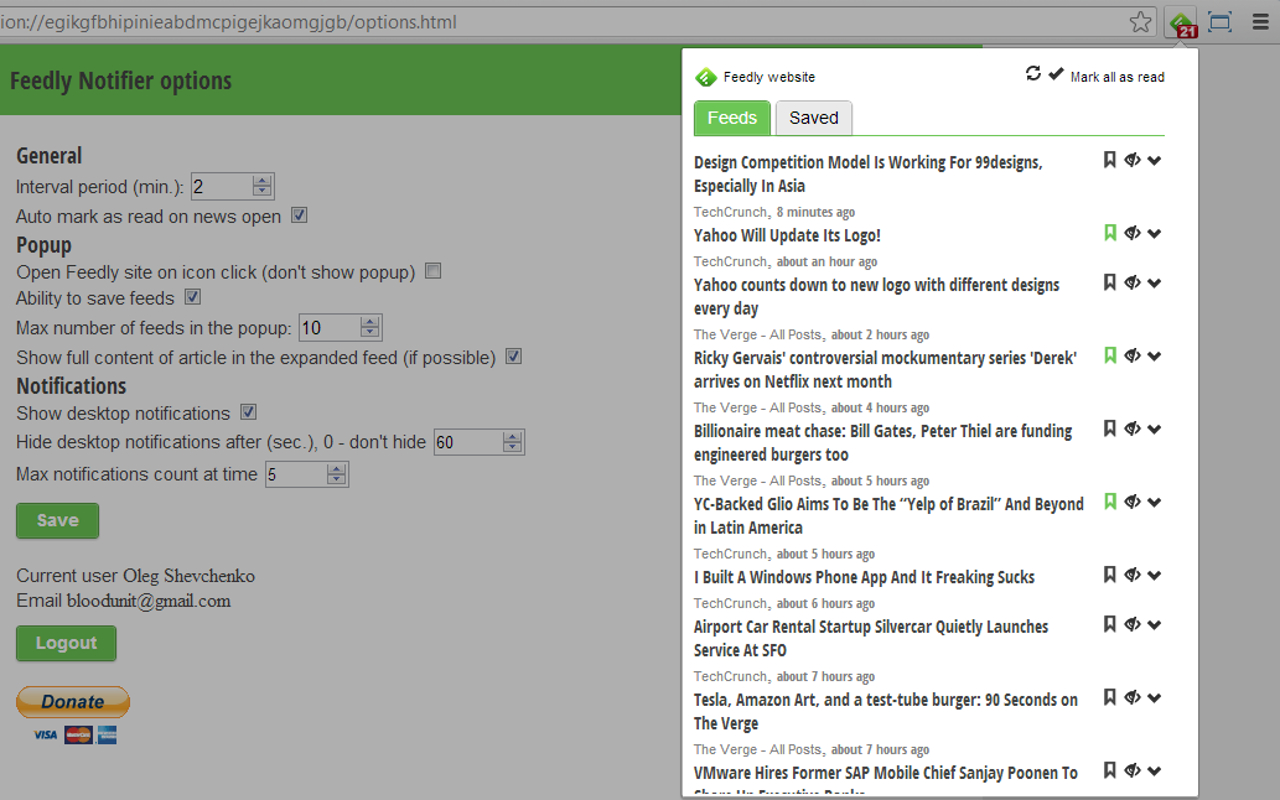 ion://egikgfbhipinieabdmcpigejkaomgjgb/options.html
21
Feedly Notifier options
General
Interval period (min.): 2
Auto mark as read on news open
Popup
Open Feedly site on icon click (don't show popup)
Ability to save feeds
Max number of feeds in the popup: 10
Show full content of article in the expanded feed (if possible)
Notifications
Show desktop notifications
Hide desktop notifications after (sec.), 0 - don't hide 60
Max notifications count at time 5
Save
Current user Oleg Shevchenko
Email bloodunit@gmail.com
Logout
Donate
VISA MasterCard
Feedly website
Mark all as read
Feeds Saved
Design Competition Model Is Working For 99designs,
Especially In Asia
TechCrunch, 8 minutes ago
Yahoo Will Update Its Logo!
TechCrunch, about an hour ago
Yahoo counts down to new logo with different designs
every day
The Verge - All Posts, about 2 hours ago
Ricky Gervais' controversial mockumentary series 'Derek'
arrives on Netflix next month
The Verge - All Posts, about 4 hours ago
Billionaire meat chase: Bill Gates, Peter Thiel are funding
engineered burgers too
The Verge - All Posts, about 5 hours ago
YC-Backed Glio Aims To Be The “Yelp of Brazil” And Beyond
in Latin America
TechCrunch, about 5 hours ago
I Built A Windows Phone App And It Freaking Sucks
TechCrunch, about 6 hours ago
Airport Car Rental Startup Silvercar Quietly Launches
Service At SFO
TechCrunch, about 7 hours ago
Tesla, Amazon Art, and a test-tube burger: 90 Seconds on
The Verge
The Verge - All Posts, about 7 hours ago
VMware Hires Former SAP Mobile Chief Sanjay Poonen To